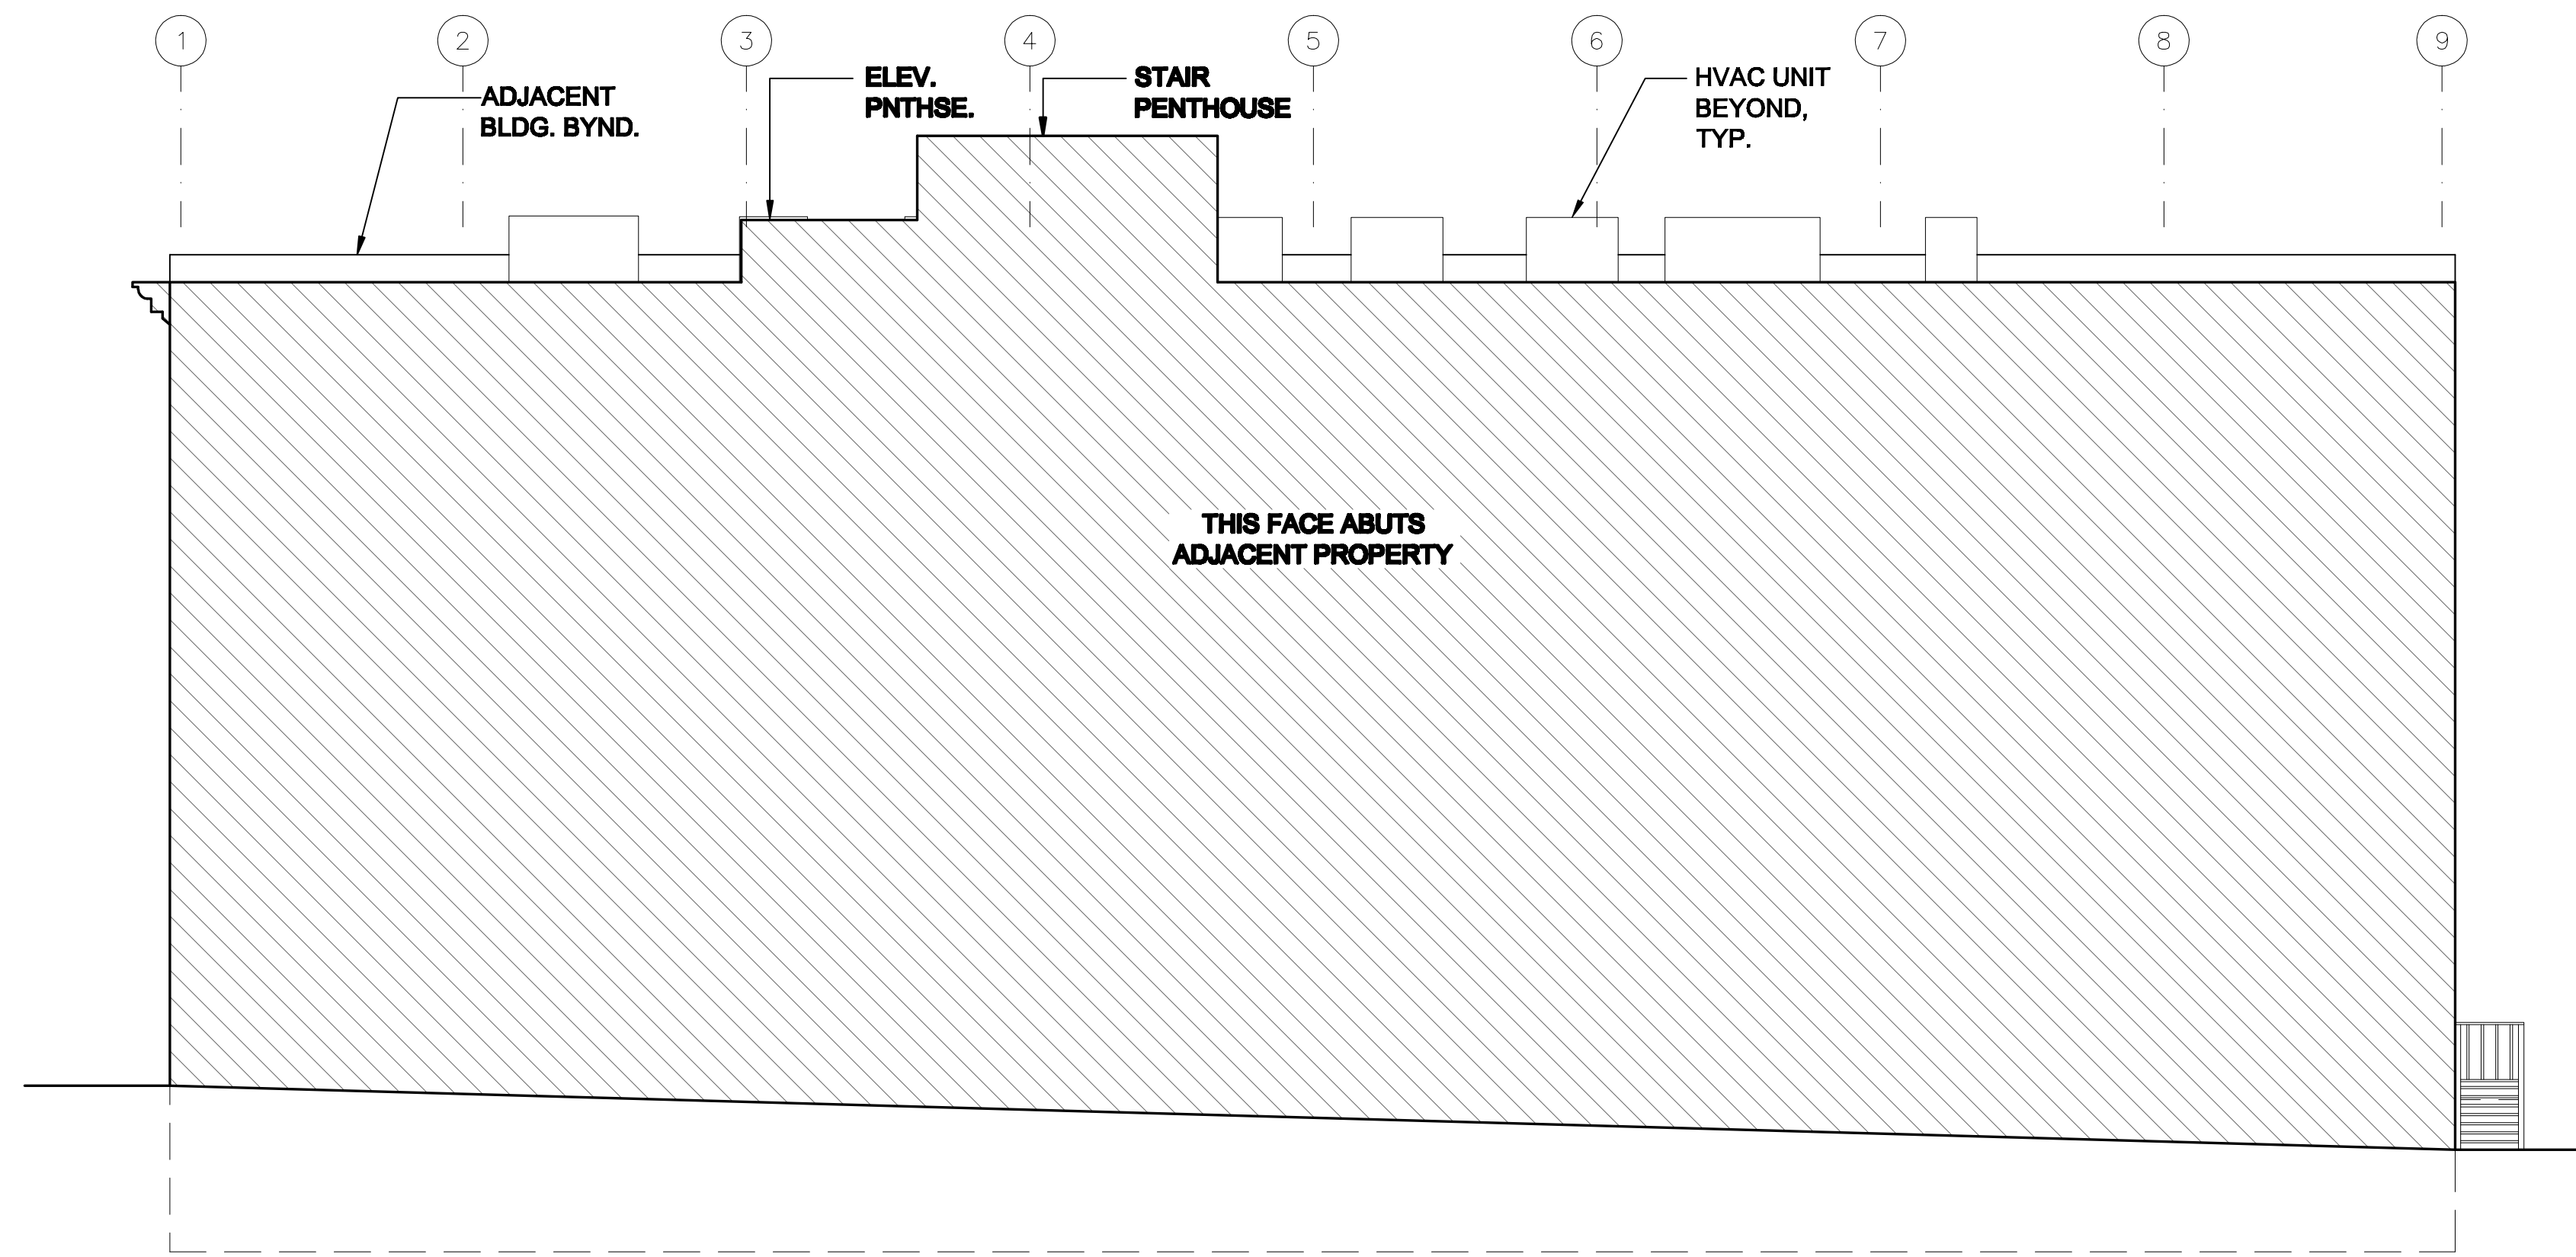 1
2
3
4
5
6
7
8
9
ADJACENT
BLDG. BYND.
ELEV.
PNTHSE.
STAIR
PENTHOUSE
HVAC UNIT
BEYOND,
TYP.
THIS FACE ABUTS
ADJACENT PROPERTY